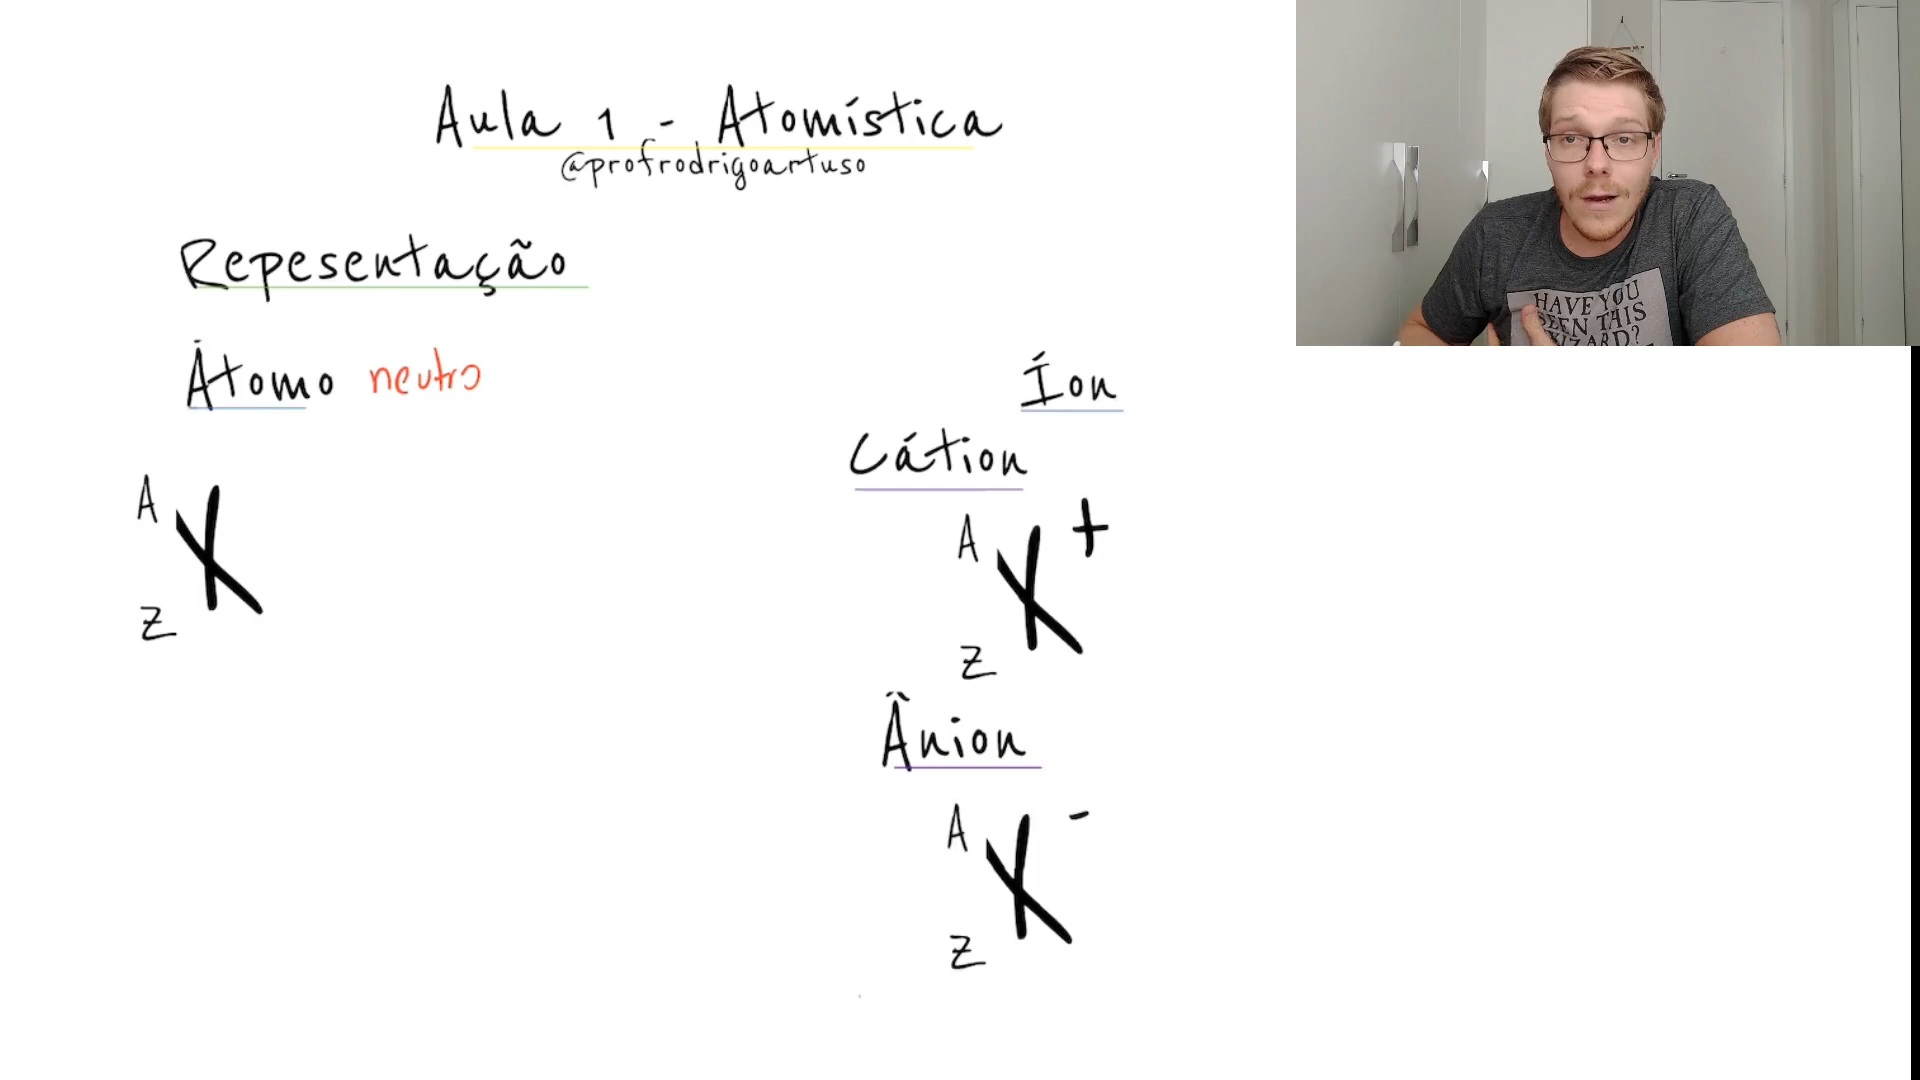 Aula 1 - Atomística
@profrodrigoartuso
HAVE YOU
SEEN THIS
WIZARD?
Repesentação
Átomo neutro
Íon
Cátion
A
X
Z
A
X
+
Z
Ânion
A
X
-
Z